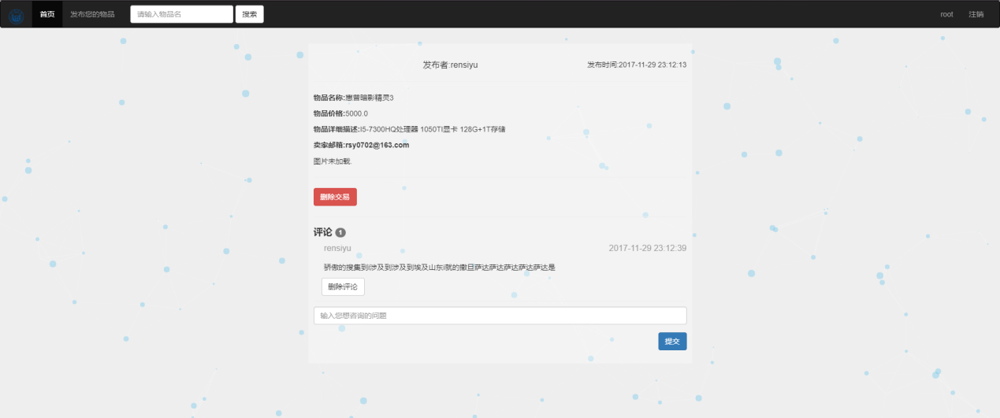 首页 发布您的物品 请输入物品名 搜索 root 注销
发布者:rensiyu 发布时间:2017-11-29 23:12:13
物品名称:惠普暗影精灵3
物品价格:5000.0
物品详细描述:I5-7300HQ处理器 1050TI显卡 128G+1T存储
卖家邮箱:rsy0702@163.com
图片未加载.
删除交易
评论 1
rensiyu 2017-11-29 23:12:39
骄傲的搜集到i涉及到涉及到埃及山东i就的撒旦萨达萨达萨达萨达萨达是
删除评论
输入您想咨询的问题
提交